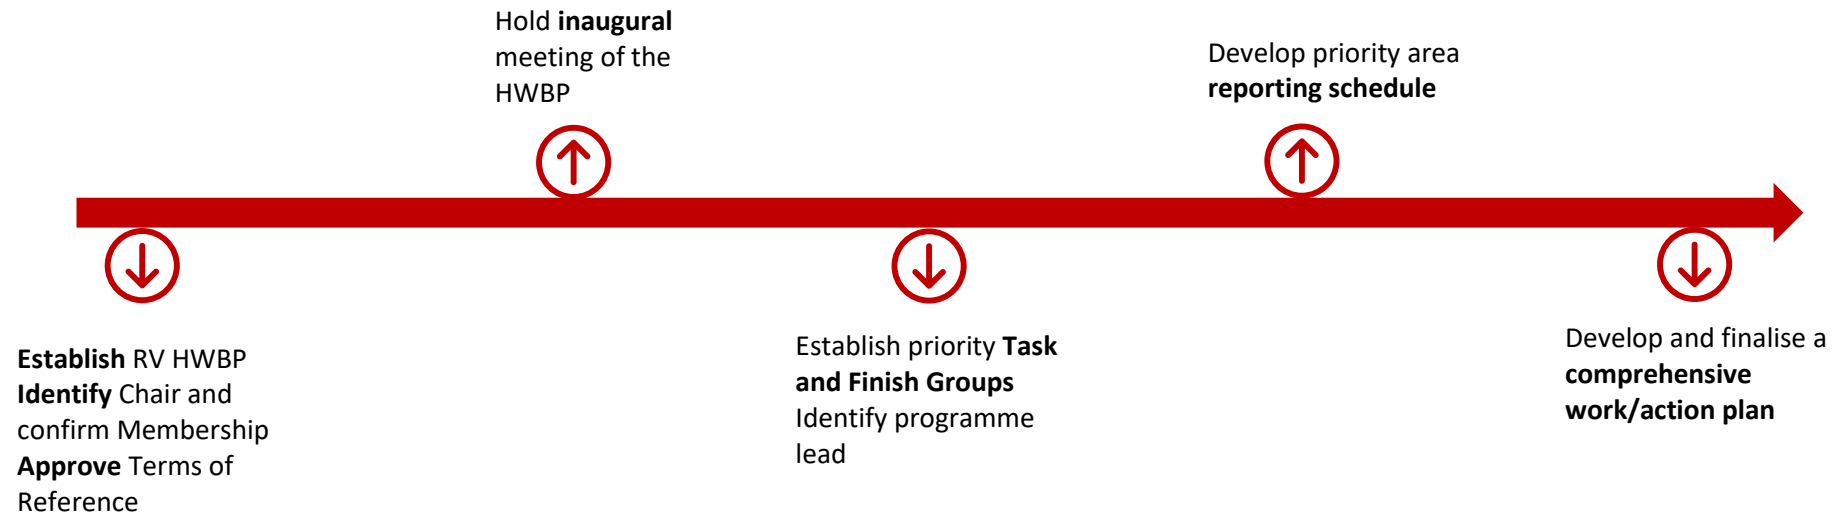 Hold inaugural
meeting of the
HWBP
Develop priority area
reporting schedule
Establish RV HWBP
Identify Chair and
confirm Membership
Approve Terms of
Reference
Establish priority Task
and Finish Groups
Identify programme
lead
Develop and finalise a
comprehensive
work/action plan